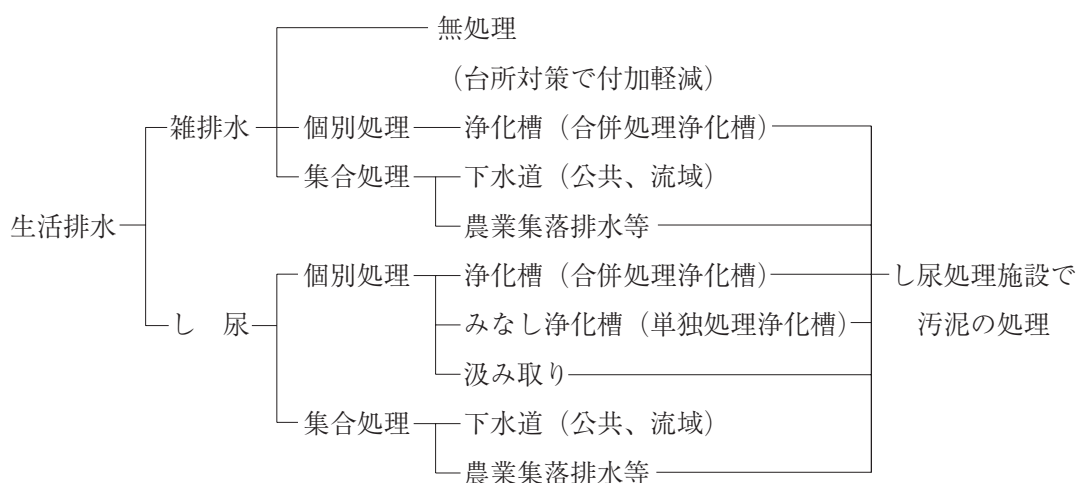 無処理
（台所対策で付加軽減）
雑排水 個別処理 浄化槽（合併処理浄化槽）
集合処理 下水道（公共、流域）
生活排水 農業集落排水等
個別処理 浄化槽（合併処理浄化槽） し尿処理施設で
し　尿 みなし浄化槽（単独処理浄化槽） 汚泥の処理
汲み取り
集合処理 下水道（公共、流域）
農業集落排水等